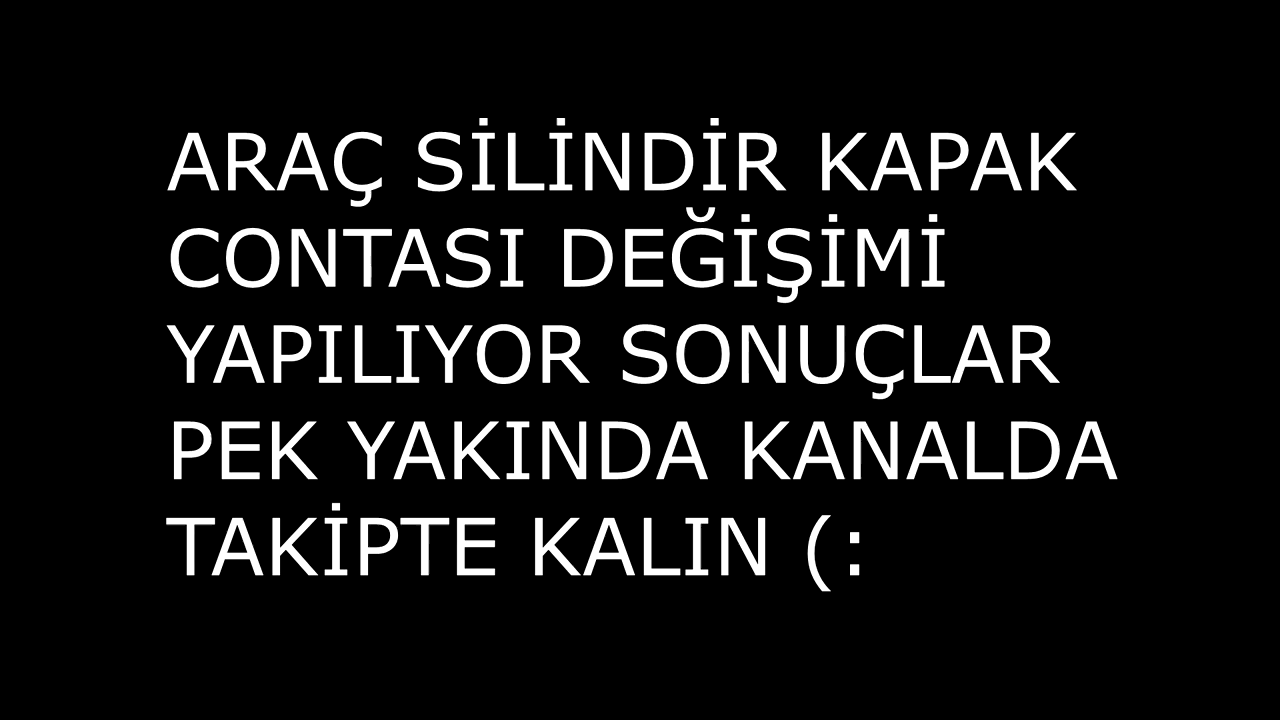 ARAÇ SİLİNDİR KAPAK
CONTASI DEĞİŞİMİ
YAPILIYOR SONUÇLAR
PEK YAKINDA KANALDA
TAKİPTE KALIN (: